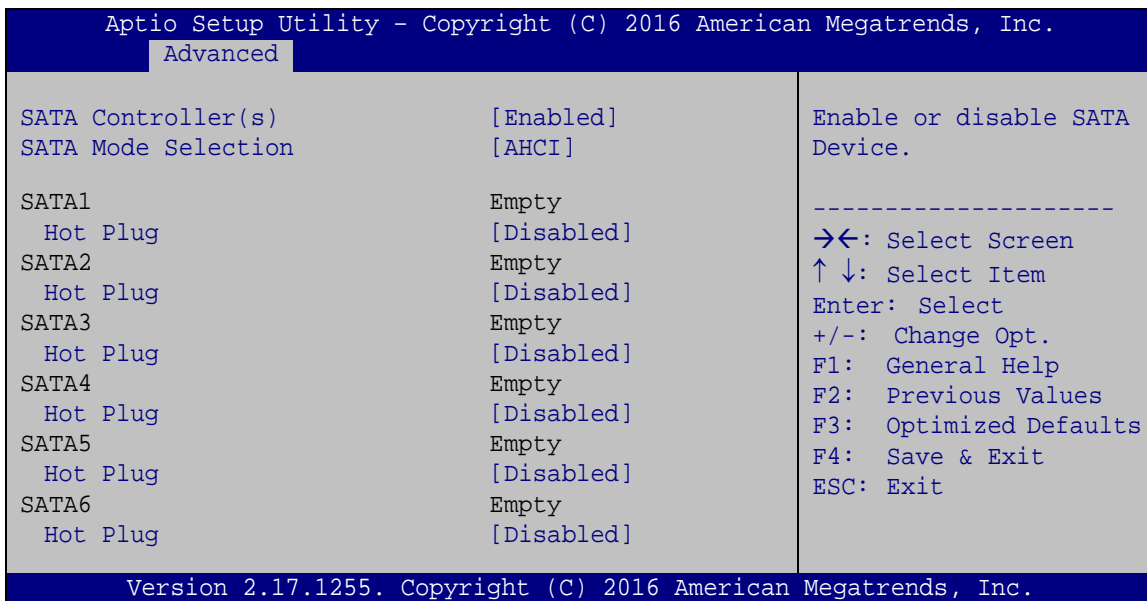 Aptio Setup Utility – Copyright (C) 2016 American Megatrends, Inc.
Advanced
SATA Controller(s) [Enabled]
SATA Mode Selection [AHCI]
SATA1 Empty
Hot Plug [Disabled]
SATA2 Empty
Hot Plug [Disabled]
SATA3 Empty
Hot Plug [Disabled]
SATA4 Empty
Hot Plug [Disabled]
SATA5 Empty
Hot Plug [Disabled]
SATA6 Empty
Hot Plug [Disabled]
Enable or disable SATA
Device.
---------------------
→←: Select Screen
↑ ↓: Select Item
Enter: Select
+/-: Change Opt.
F1: General Help
F2: Previous Values
F3: Optimized Defaults
F4: Save & Exit
ESC: Exit
Version 2.17.1255. Copyright (C) 2016 American Megatrends, Inc.